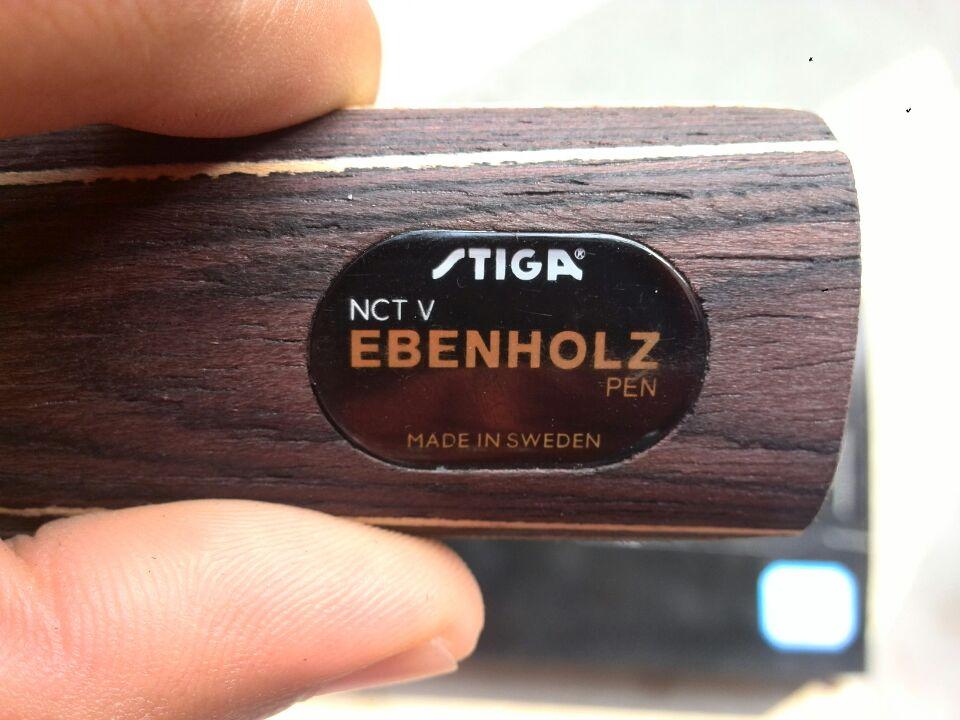 STIGA®
NCT V
EBENHOLZ
PEN
MADE IN SWEDEN